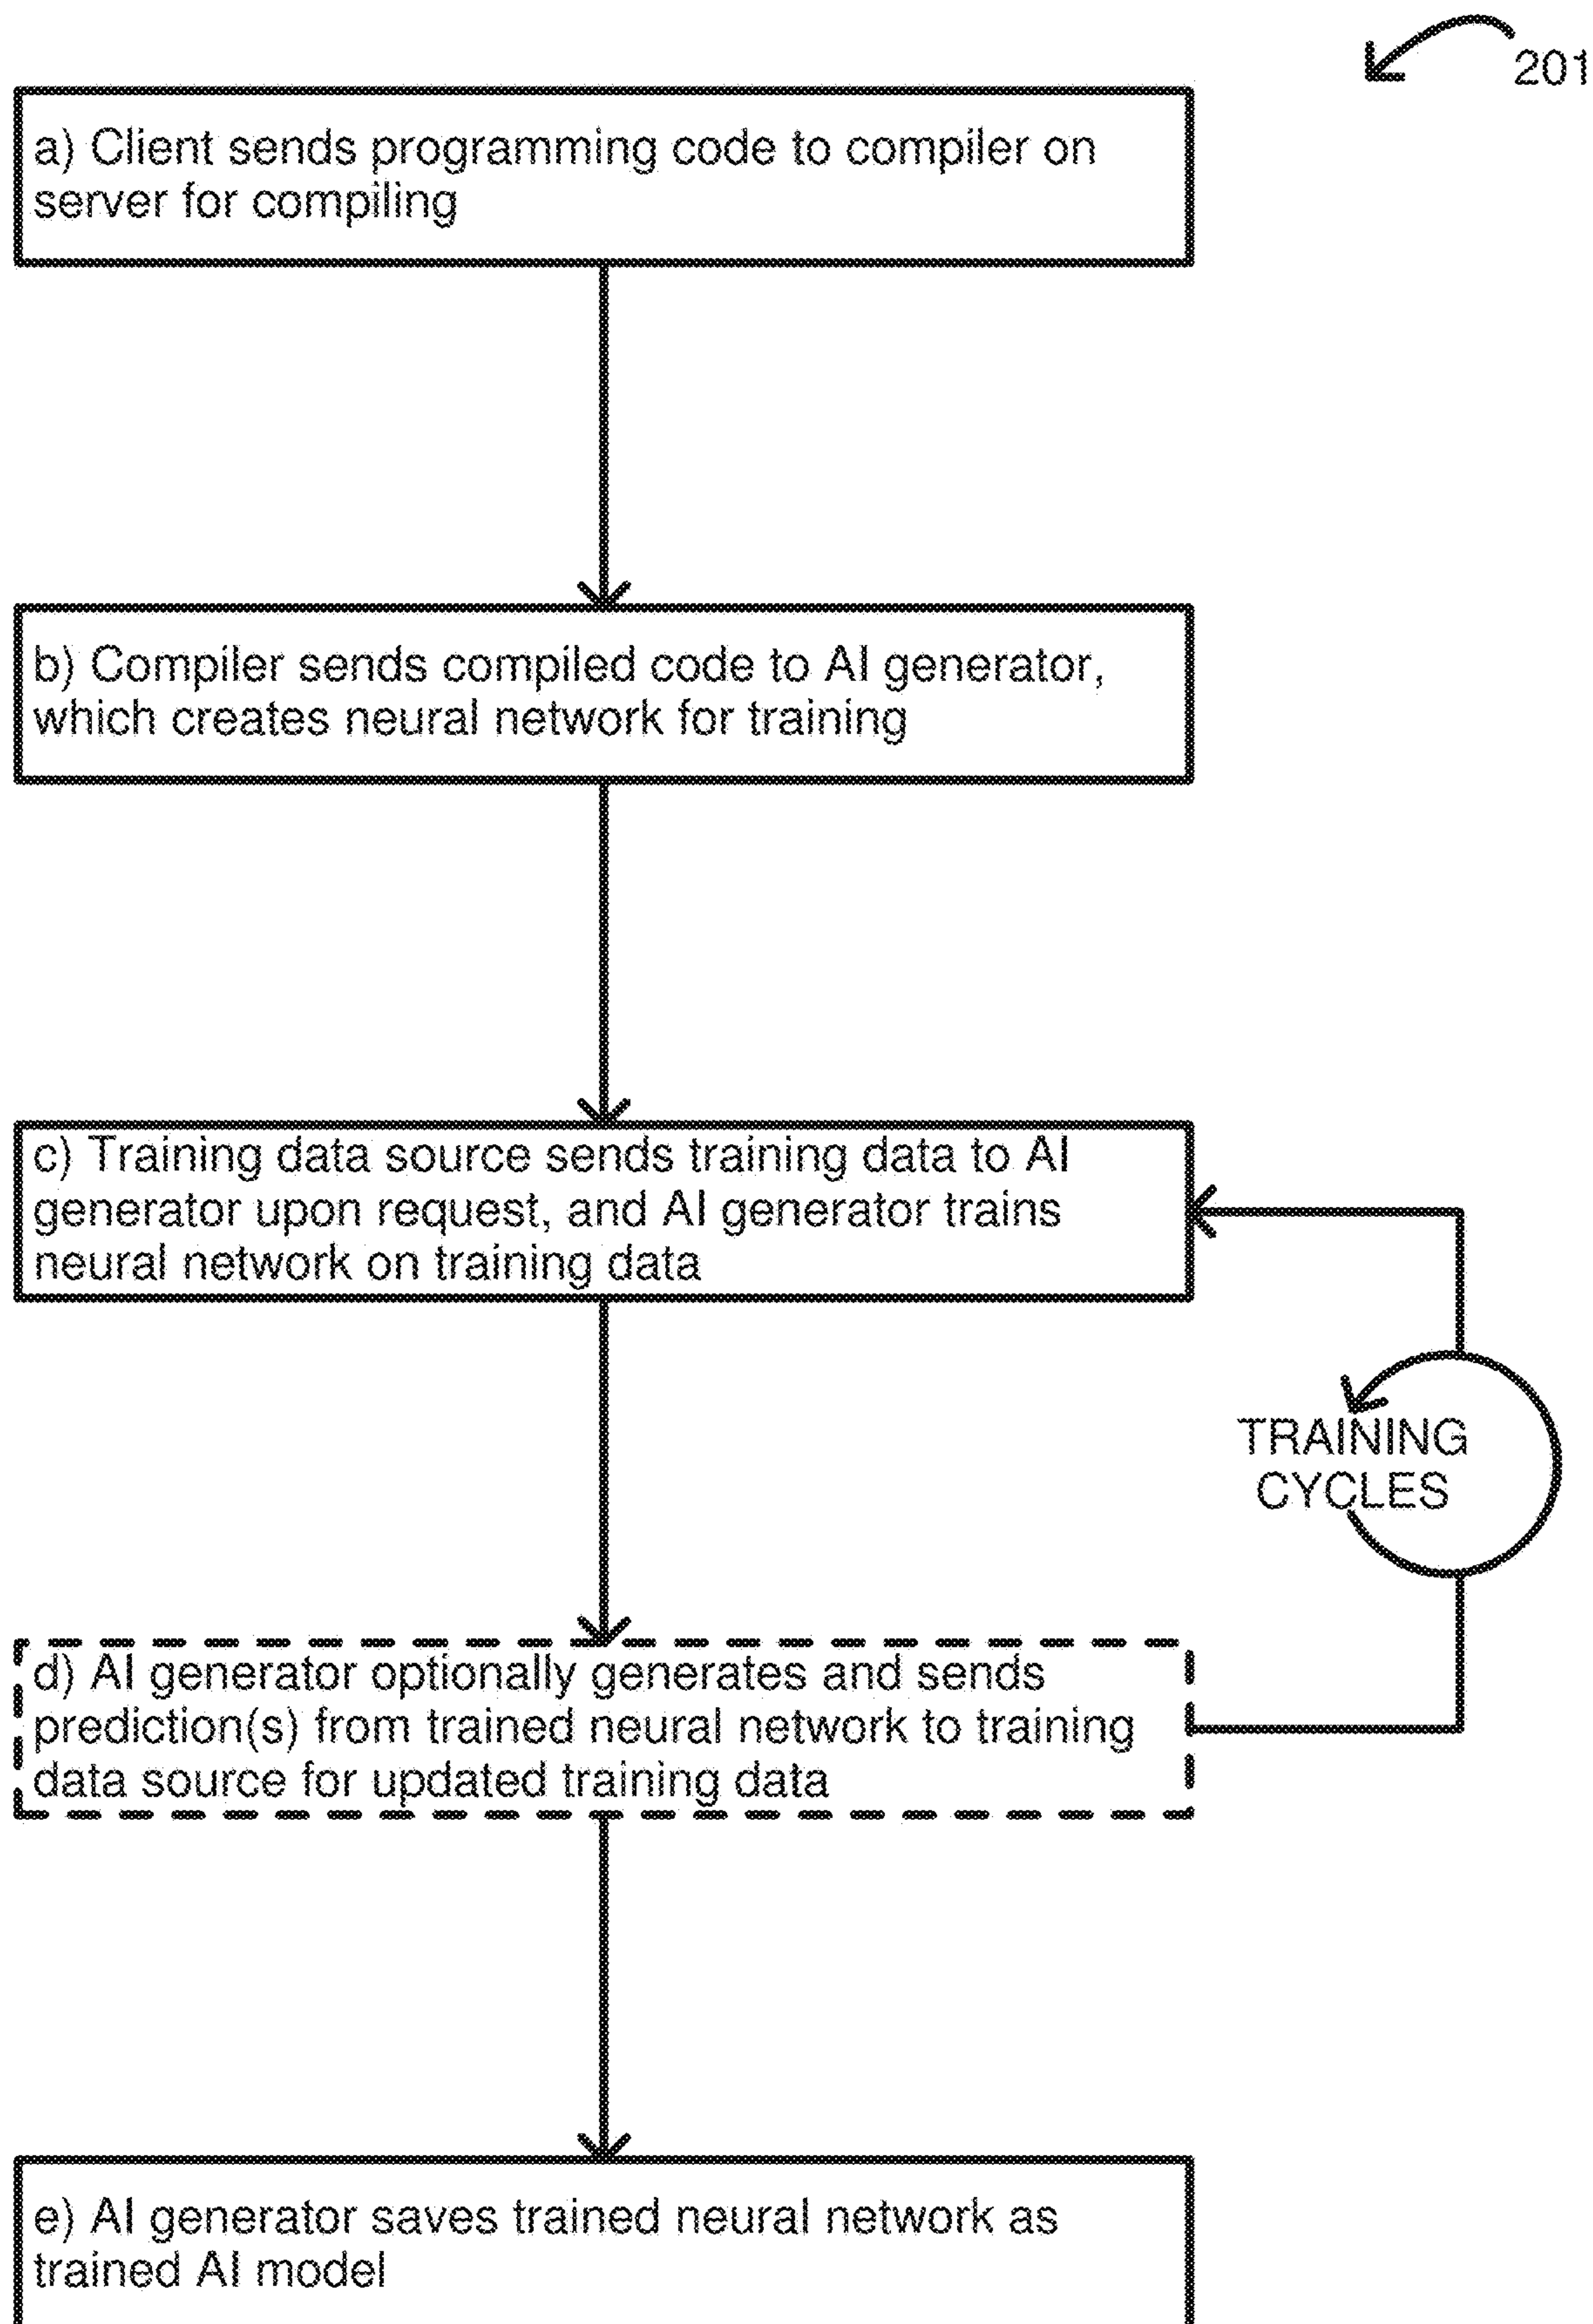 201
a) Client sends programming code to compiler on
server for compiling
b) Compiler sends compiled code to AI generator,
which creates neural network for training
c) Training data source sends training data to AI
generator upon request, and AI generator trains
neural network on training data
TRAINING
CYCLES
d) AI generator optionally generates and sends
prediction(s) from trained neural network to training
data source for updated training data
e) AI generator saves trained neural network as
trained AI model